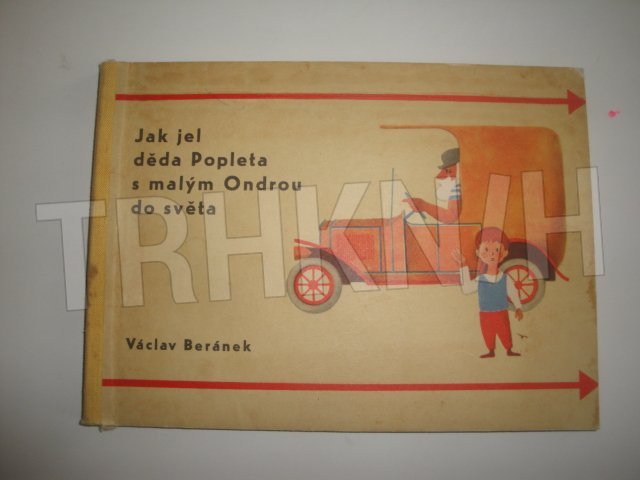 Jak jel
děda Popleta
s malým Ondrou
do světa
TRHKNIH
Václav Beránek